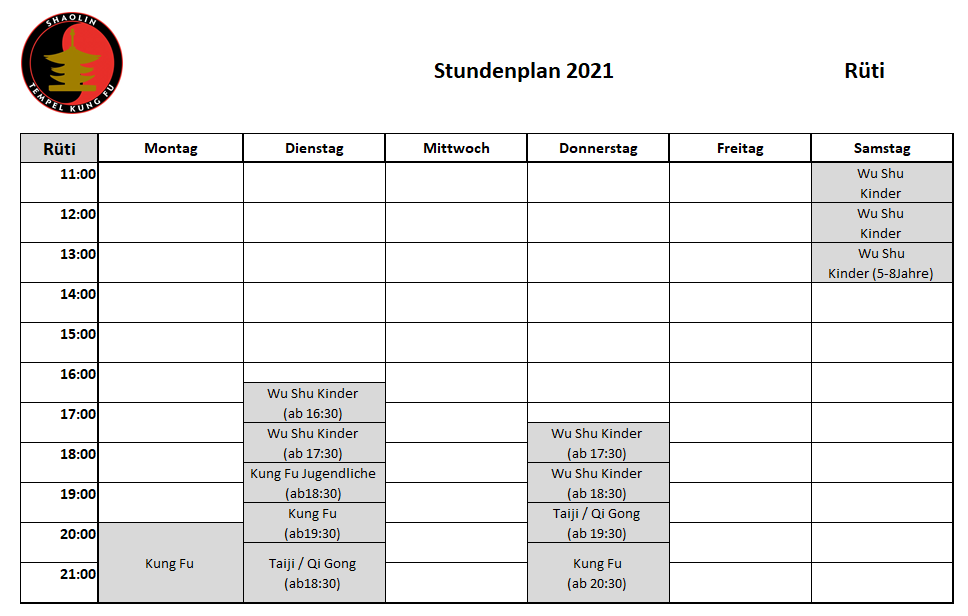 SHAOLIN
TEMPEL KUNG FU
Stundenplan 2021 Rüti
Rüti Montag Dienstag Mittwoch Donnerstag Freitag Samstag
11:00 Wu Shu
Kinder
12:00 Wu Shu
Kinder
13:00 Wu Shu
Kinder (5-8Jahre)
14:00
15:00
16:00
Wu Shu Kinder
17:00 (ab 16:30)
Wu Shu Kinder Wu Shu Kinder
18:00 (ab 17:30) (ab 17:30)
Kung Fu Jugendliche Wu Shu Kinder
19:00 (ab18:30) (ab 18:30)
Kung Fu Taiji / Qi Gong
20:00 (ab19:30) (ab 19:30)
Kung Fu Taiji / Qi Gong Kung Fu
21:00 (ab18:30) (ab 20:30)